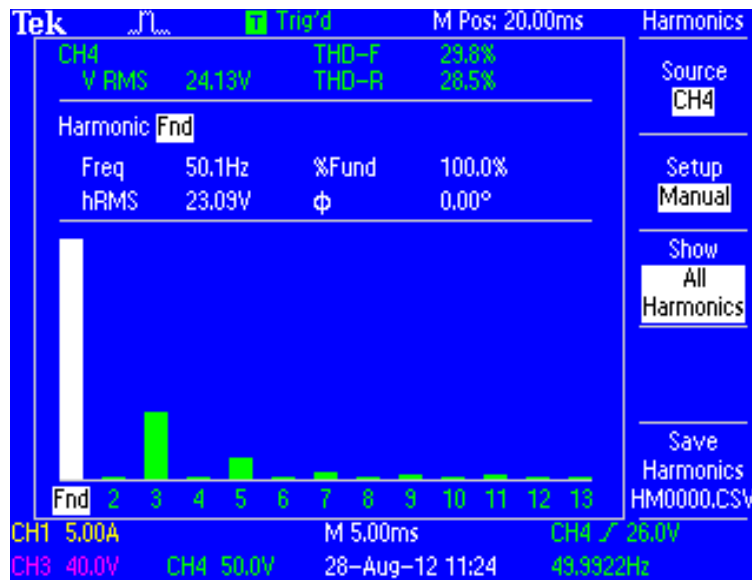 Tek T Trig'd M Pos: 20.00ms Harmonics
CH4 THD-F 29.8%
V RMS 24.13V THD-R 28.5%
Source
CH4
Harmonic Fnd
Freq 50.1Hz %Fund 100.0%
hRMS 23.09V ϕ 0.00°
Setup
Manual
Show
All
Harmonics
Save
Harmonics
HM0000.CSV
Fnd 2 3 4 5 6 7 8 9 10 11 12 13
CH1 5.00A M 5.00ms CH4 26.0V
CH3 40.0V CH4 50.0V 28-Aug-12 11:24 49.9922Hz